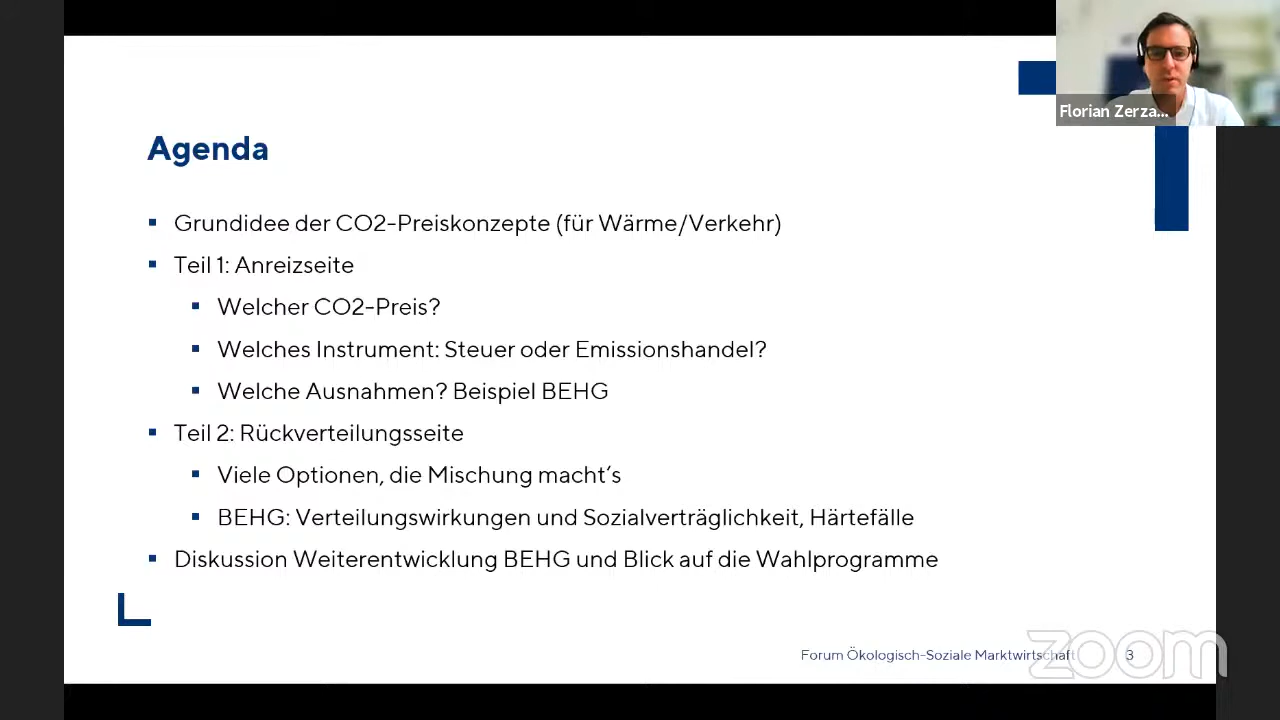 Florian Zerza...
Agenda
Grundidee der CO2-Preiskonzepte (für Wärme/Verkehr)
Teil 1: Anreizseite
Welcher CO2-Preis?
Welches Instrument: Steuer oder Emissionshandel?
Welche Ausnahmen? Beispiel BEHG
Teil 2: Rückverteilungsseite
Viele Optionen, die Mischung macht‘s
BEHG: Verteilungswirkungen und Sozialverträglichkeit, Härtefälle
Diskussion Weiterentwicklung BEHG und Blick auf die Wahlprogramme
Forum Ökologisch-Soziale Marktwirtschaft 3
zoom